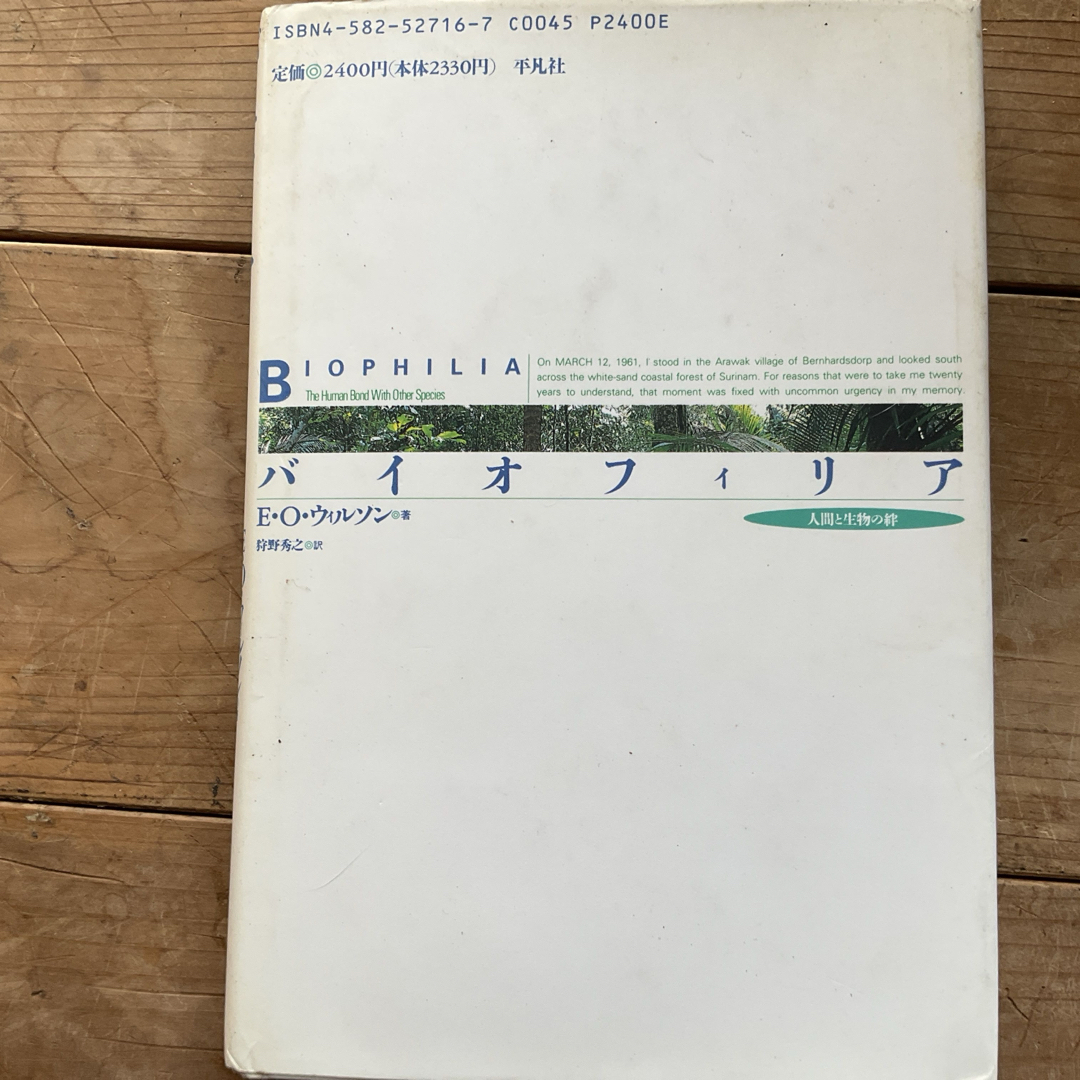 ISBN4-582-52716-7 C0045 P2400E
定価◎2400円(本体2330円) 平凡社
BIOPHILIA
The Human Bond With Other Species
On MARCH 12, 1961, I stood in the Arawak village of Bernhardsdorp and looked south
across the white-sand coastal forest of Surinam. For reasons that were to take me twenty
years to understand, that moment was fixed with uncommon urgency in my memory.
バイオフィリア
E・O・ウィルソン◎著
人間と生物の絆
狩野秀之◎訳